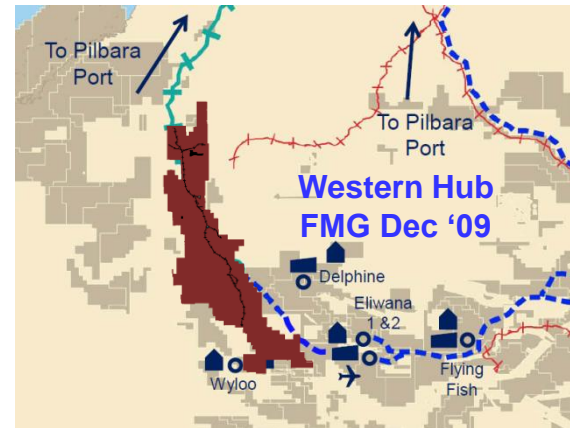 To Pilbara
Port
To Pilbara
Port
Western Hub
FMG Dec ‘09
Delphine
Eliwana
1 &2
Flying
Fish
Wyloo